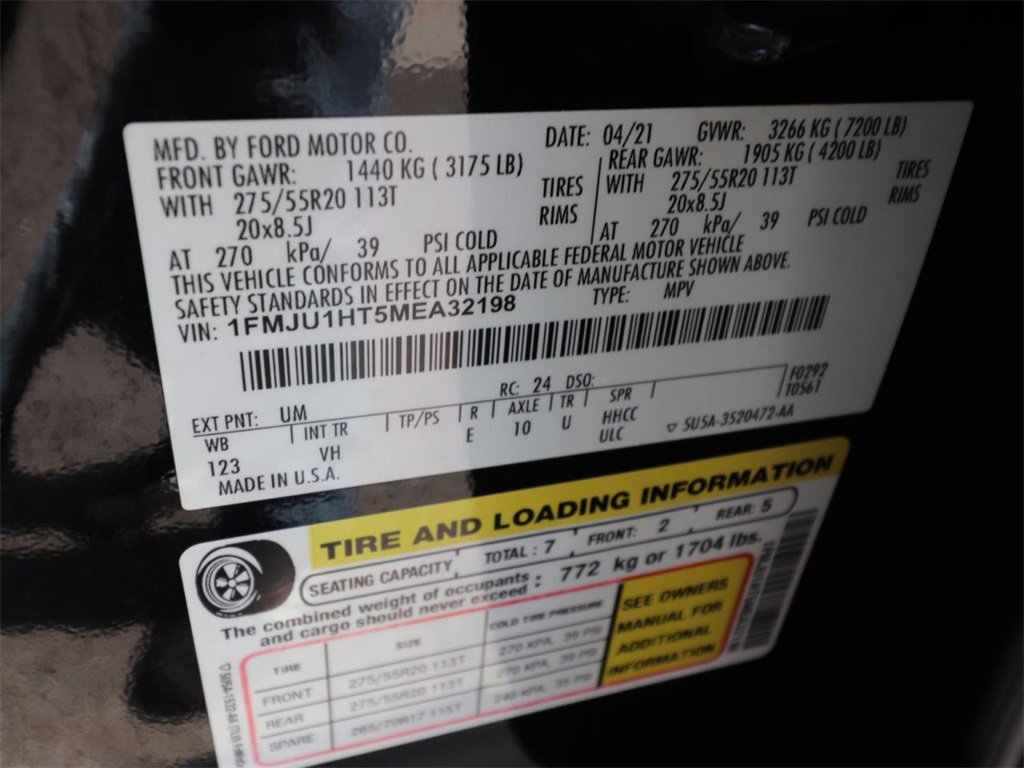 MFD. BY FORD MOTOR CO.
DATE: 04/21 GVWR: 3266 KG ( 7200 LB)
FRONT GAWR: 1440 KG ( 3175 LB)
REAR GAWR: 1905 KG ( 4200 LB)
WITH 275/55R20 113T TIRES
WITH 275/55R20 113T TIRES
20x8.5J RIMS
20x8.5J RIMS
AT 270 kPa/ 39 PSI COLD
AT 270 kPa/ 39 PSI COLD
THIS VEHICLE CONFORMS TO ALL APPLICABLE FEDERAL MOTOR VEHICLE
SAFETY STANDARDS IN EFFECT ON THE DATE OF MANUFACTURE SHOWN ABOVE.
VIN: 1FMJU1HT5MEA32198 TYPE: MPV
F0292
T0561
EXT PNT: UM RC: 24 DSO:
WB INT TR TP/PS R AXLE TR SPR
123 VH E 10 U HHCC
ULC
5U5A-3520472-AA
MADE IN U.S.A.
TIRE AND LOADING INFORMATION
SEATING CAPACITY TOTAL : 7 FRONT: 2 REAR: 5
The combined weight of occupants
and cargo should never exceed : 772 kg or 1704 lbs.
TIRE SIZE COLD TIRE PRESSURE
FRONT 275/55R20 113T 270 KPA, 39 PSI
REAR 275/55R20 113T 270 KPA, 39 PSI
SPARE 265/70R17 115T 240 KPA, 35 PSI
SEE OWNERS
MANUAL FOR
ADDITIONAL
INFORMATION